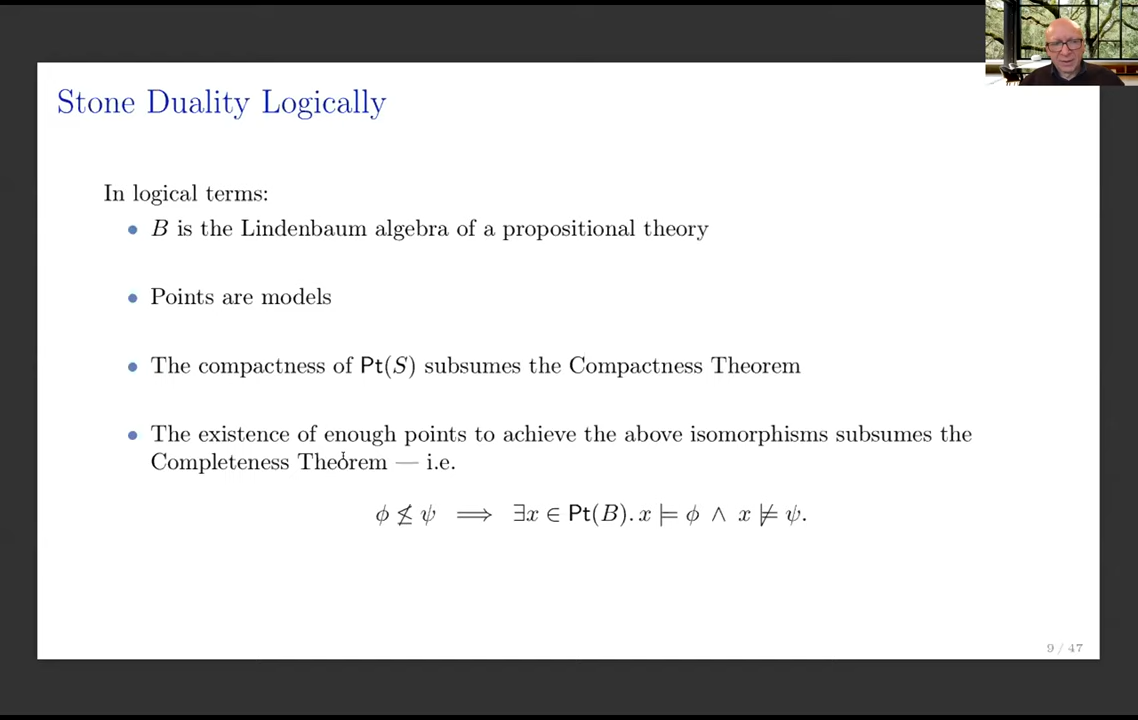 Stone Duality Logically
In logical terms:
• B is the Lindenbaum algebra of a propositional theory
• Points are models
• The compactness of Pt(S) subsumes the Compactness Theorem
• The existence of enough points to achieve the above isomorphisms subsumes the
Completeness Theorem — i.e.
ϕ ≰ ψ ⟹ ∃x ∈ Pt(B). x ⊨ ϕ ∧ x ⊭ ψ.
9 / 47